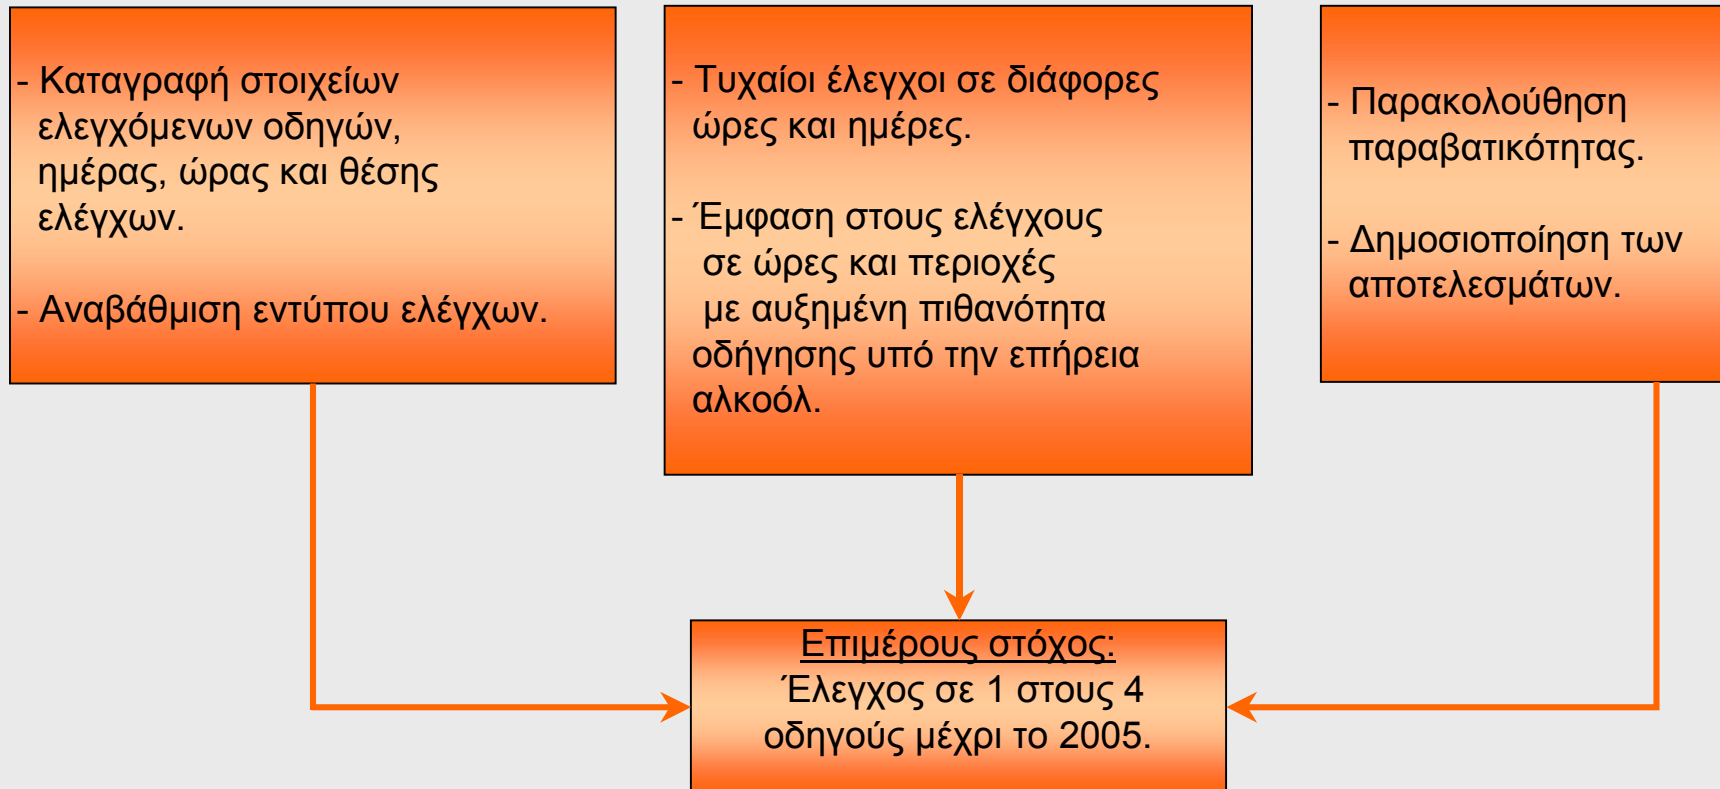 - Καταγραφή στοιχείων
ελεγχόμενων οδηγών,
ημέρας, ώρας και θέσης
ελέγχων.
- Αναβάθμιση εντύπου ελέγχων.
- Τυχαίοι έλεγχοι σε διάφορες
ώρες και ημέρες.
- Έμφαση στους ελέγχους
σε ώρες και περιοχές
με αυξημένη πιθανότητα
οδήγησης υπό την επήρεια
αλκοόλ.
- Παρακολούθηση
παραβατικότητας.
- Δημοσιοποίηση των
αποτελεσμάτων.
Επιμέρους στόχος:
Έλεγχος σε 1 στους 4
οδηγούς μέχρι το 2005.